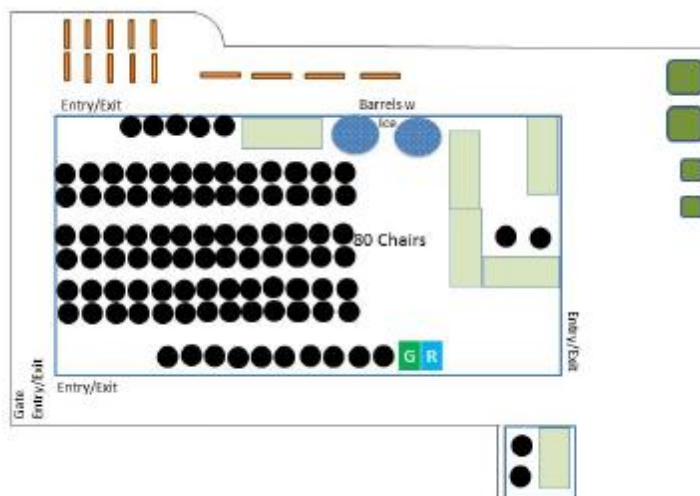 Entry/Exit
Barrels w
Ice
80 Chairs
G R
Entry/Exit
Entry/Exit
Gate
Entry/Exit